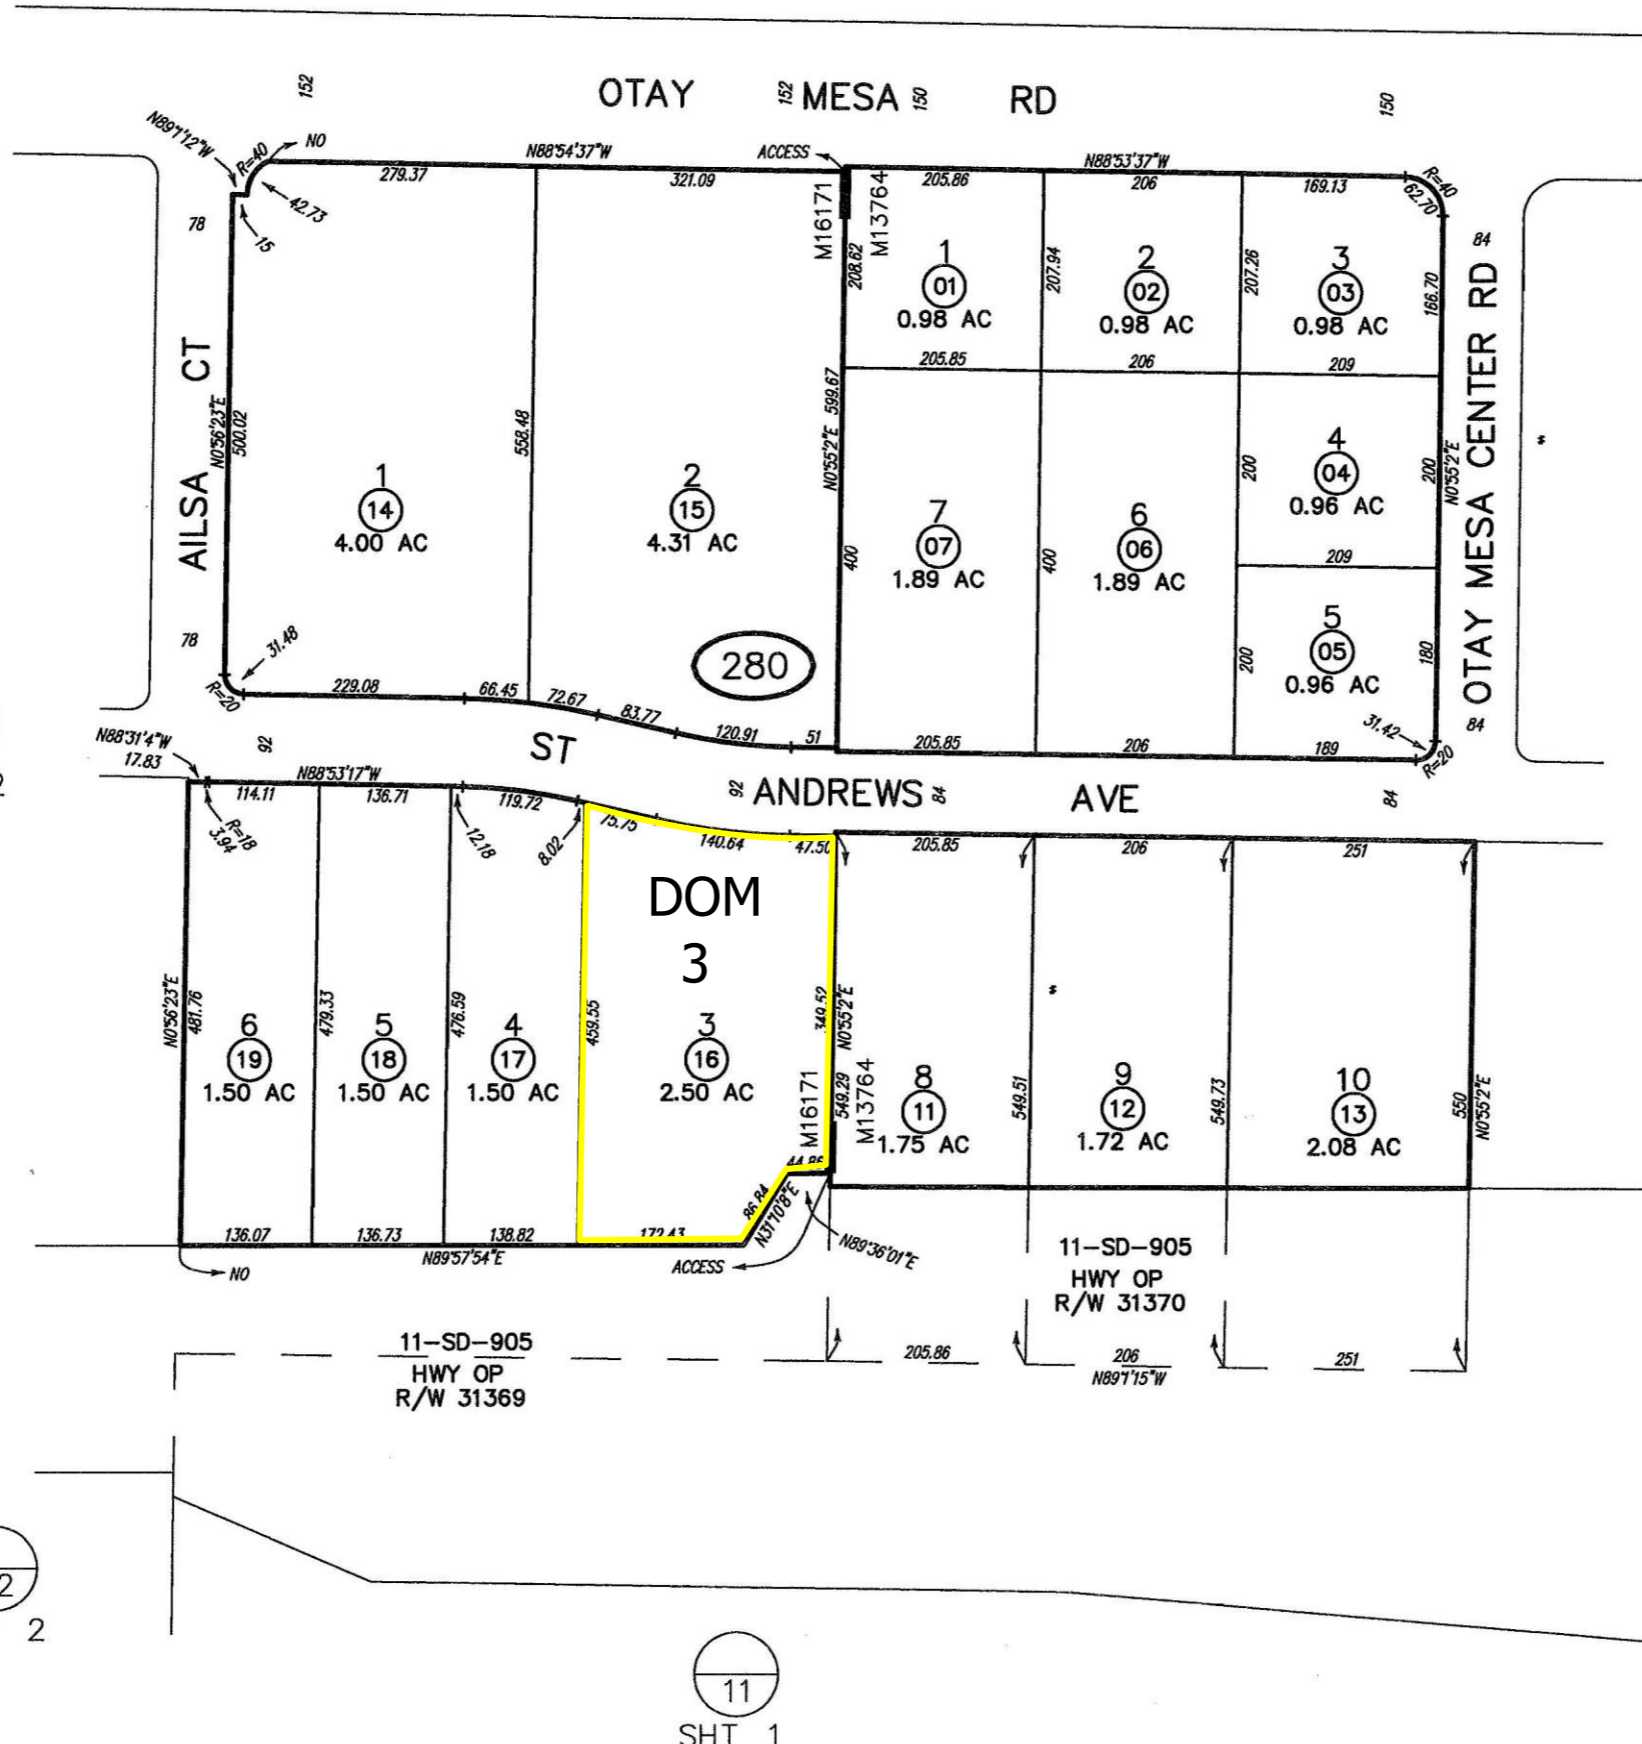 OTAY MESA RD
152
152
150
150
N89°1'12"W
R=40
NO
N88°54'37"W
ACCESS
N88°53'37"W
R=40
279.37
321.09
205.86
206
169.13
62.70
42.73
15
78
84
M16171
M13764
208.62
207.94
207.26
166.70
1
01
0.98 AC
2
02
0.98 AC
3
03
0.98 AC
205.85
206
209
AILSA CT
N0°56'23"E
500.02
558.48
N0°55'2"E 599.67
OTAY MESA CENTER RD
1
14
4.00 AC
2
15
4.31 AC
4
04
0.96 AC
200
200
N0°55'2"E
7
07
1.89 AC
6
06
1.89 AC
400
400
209
5
05
0.96 AC
200
180
280
78
31.48
R=20
229.08
66.45
72.67
83.77
120.91
51
205.85
206
189
31.42
R=20
84
ST ANDREWS AVE
92
92
84
84
N88°31'4"W
17.83
N88°53'17"W
114.11
136.71
119.72
75.75
140.64
47.50
205.85
206
251
R=18
3.94
12.18
8.02
DOM
3
N0°56'23"E
481.76
479.33
476.59
459.55
349.52
N0°55'2"E
6
19
1.50 AC
5
18
1.50 AC
4
17
1.50 AC
3
16
2.50 AC
M16171
549.29
M13764
8
11
1.75 AC
549.51
9
12
1.72 AC
549.73
10
13
2.08 AC
550
N0°55'2"E
44.86
86.84
N31°10'8"E
N89°36'01"E
136.07
136.73
138.82
172.43
N89°57'54"E
NO
ACCESS
11-SD-905
HWY OP
R/W 31370
11-SD-905
HWY OP
R/W 31369
205.86
206
251
N89°1'15"W
2
2
11
SHT 1